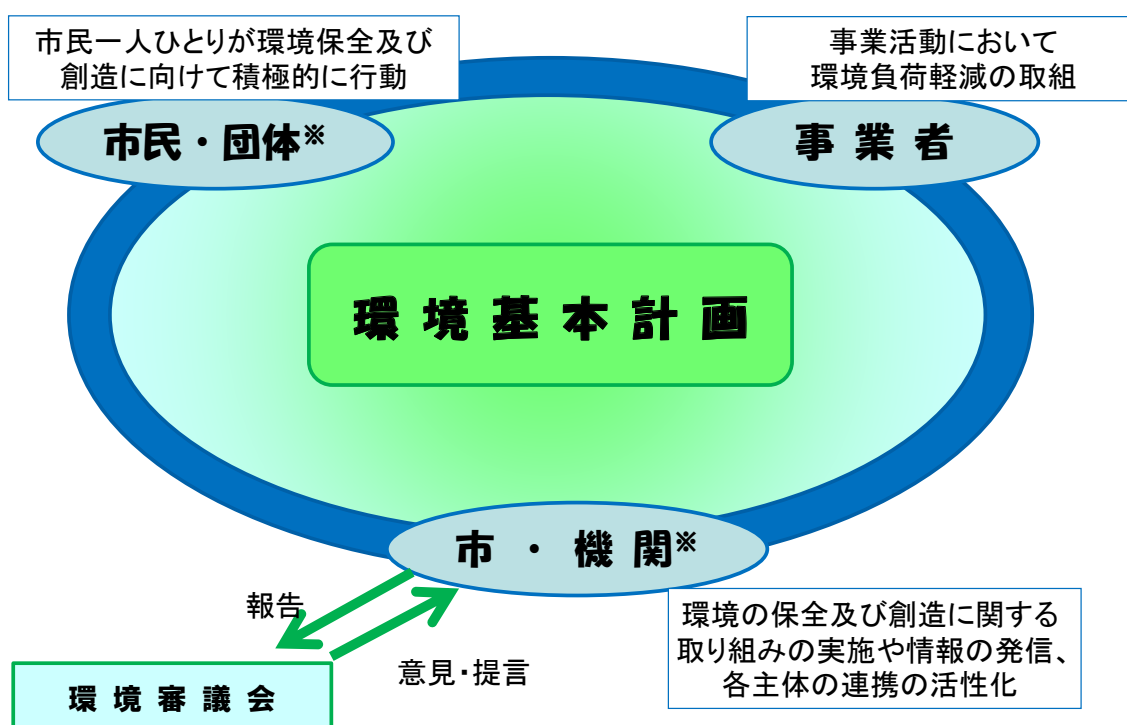 市民一人ひとりが環境保全及び
創造に向けて積極的に行動
事業活動において
環境負荷軽減の取組
市民・団体※
事業者
環境基本計画
市・機関※
報告
意見・提言
環境の保全及び創造に関する
取り組みの実施や情報の発信、
各主体の連携の活性化
環境審議会